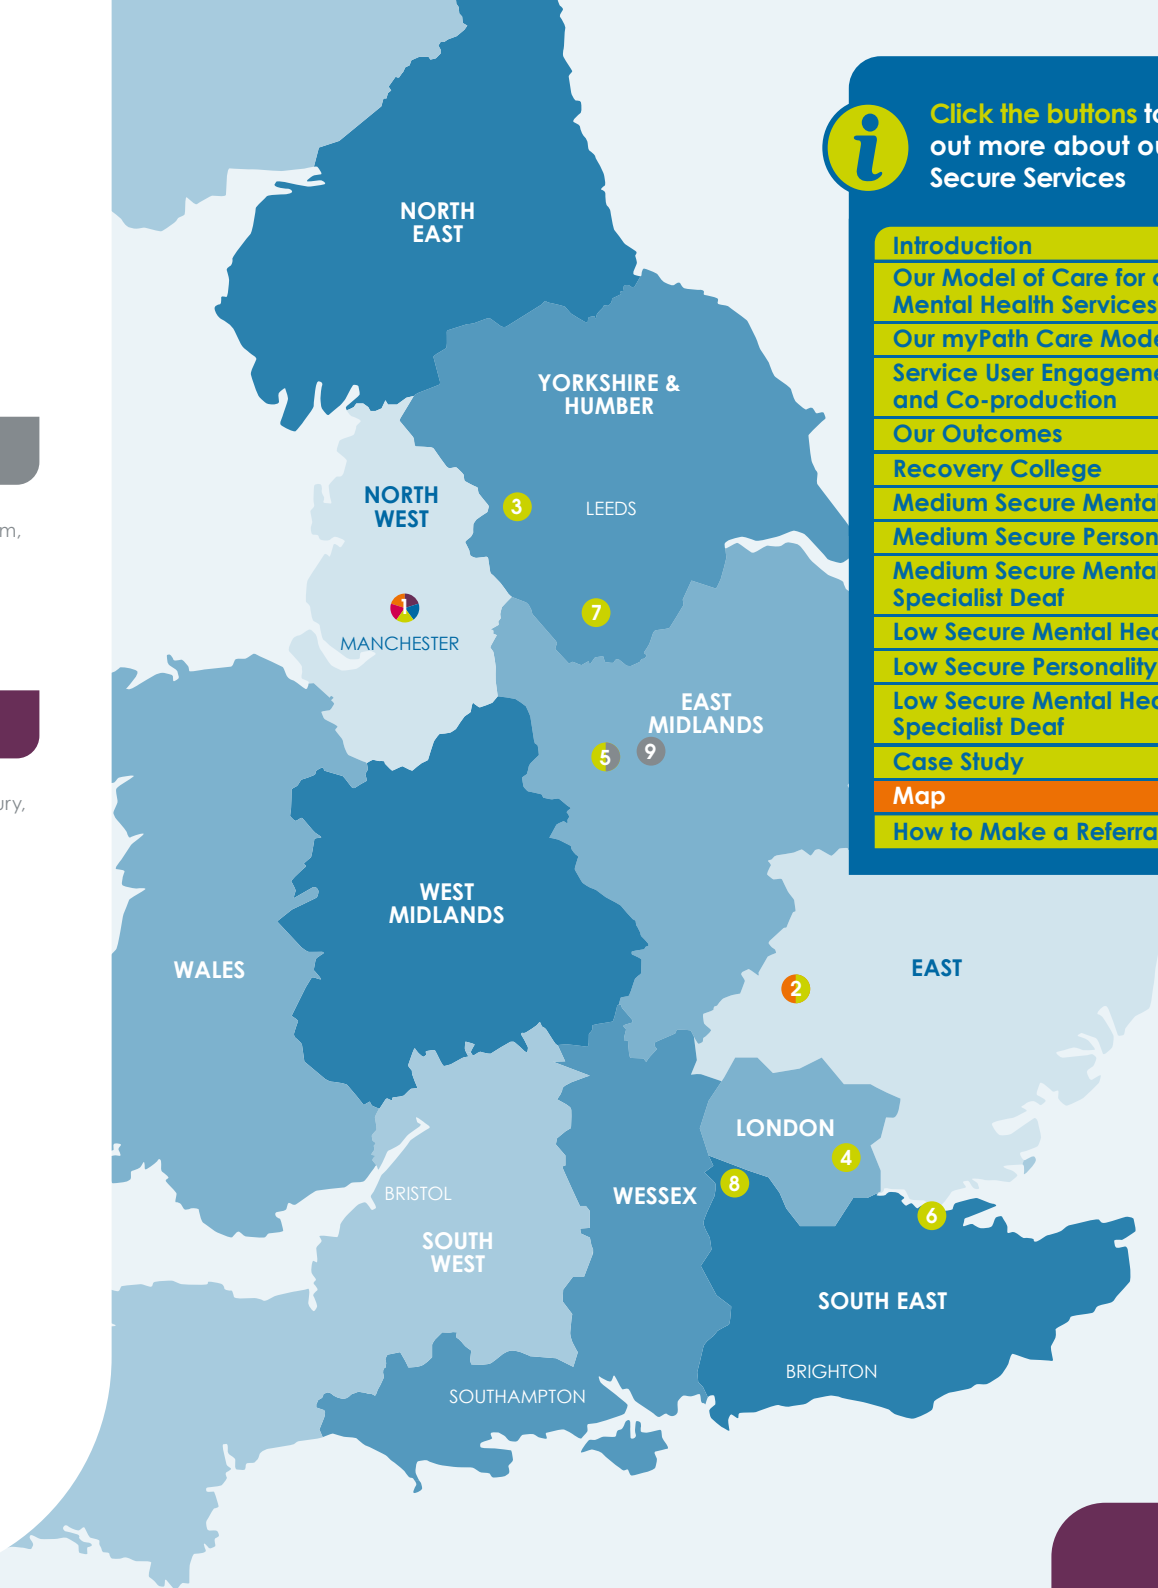 Click the buttons
out more about
Secure Services
Introduction
Our Model of Care for
Mental Health Services
Our myPath Care
Service User
and Co-production
Our Outcomes
Recovery College
Medium Secure
Medium Secure
Medium Secure
Specialist Deaf
Low Secure Mental
Low Secure Personality
Low Secure Mental
Specialist Deaf
Case Study
Map
How to Make a
NORTH
EAST
YORKSHIRE &
HUMBER
NORTH
WEST
3
LEEDS
1
7
MANCHESTER
EAST
MIDLANDS
5
9
WEST
MIDLANDS
WALES
EAST
2
LONDON
4
8
BRISTOL
WESSEX
6
SOUTH
WEST
SOUTH EAST
BRIGHTON
SOUTHAMPTON